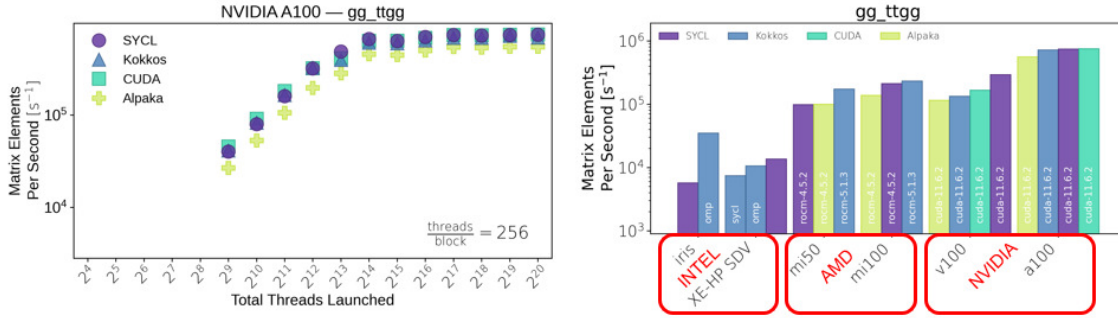 NVIDIA A100 — gg_ttgg
SYCL
Kokkos
CUDA
Alpaka
Matrix Elements
Per Second [s⁻¹]
10⁵
10⁴
threads/block = 256
2⁴ 2⁵ 2⁶ 2⁷ 2⁸ 2⁹ 2¹⁰ 2¹¹ 2¹² 2¹³ 2¹⁴ 2¹⁵ 2¹⁶ 2¹⁷ 2¹⁸ 2¹⁹ 2²⁰
Total Threads Launched
gg_ttgg
SYCL Kokkos CUDA Alpaka
Matrix Elements
Per Second [s⁻¹]
10⁶
10⁵
10⁴
10³
omp
sycl
omp
rocm-4.5.2
rocm-4.5.2
rocm-5.1.3
rocm-4.5.2
rocm-4.5.2
rocm-5.1.3
cuda-11.6.2
cuda-11.6.2
cuda-11.6.2
cuda-11.6.2
cuda-11.6.2
cuda-11.6.2
cuda-11.6.2
cuda-11.6.2
iris
INTEL
XE-HP SDV
mi50
AMD
mi100
v100
NVIDIA
a100